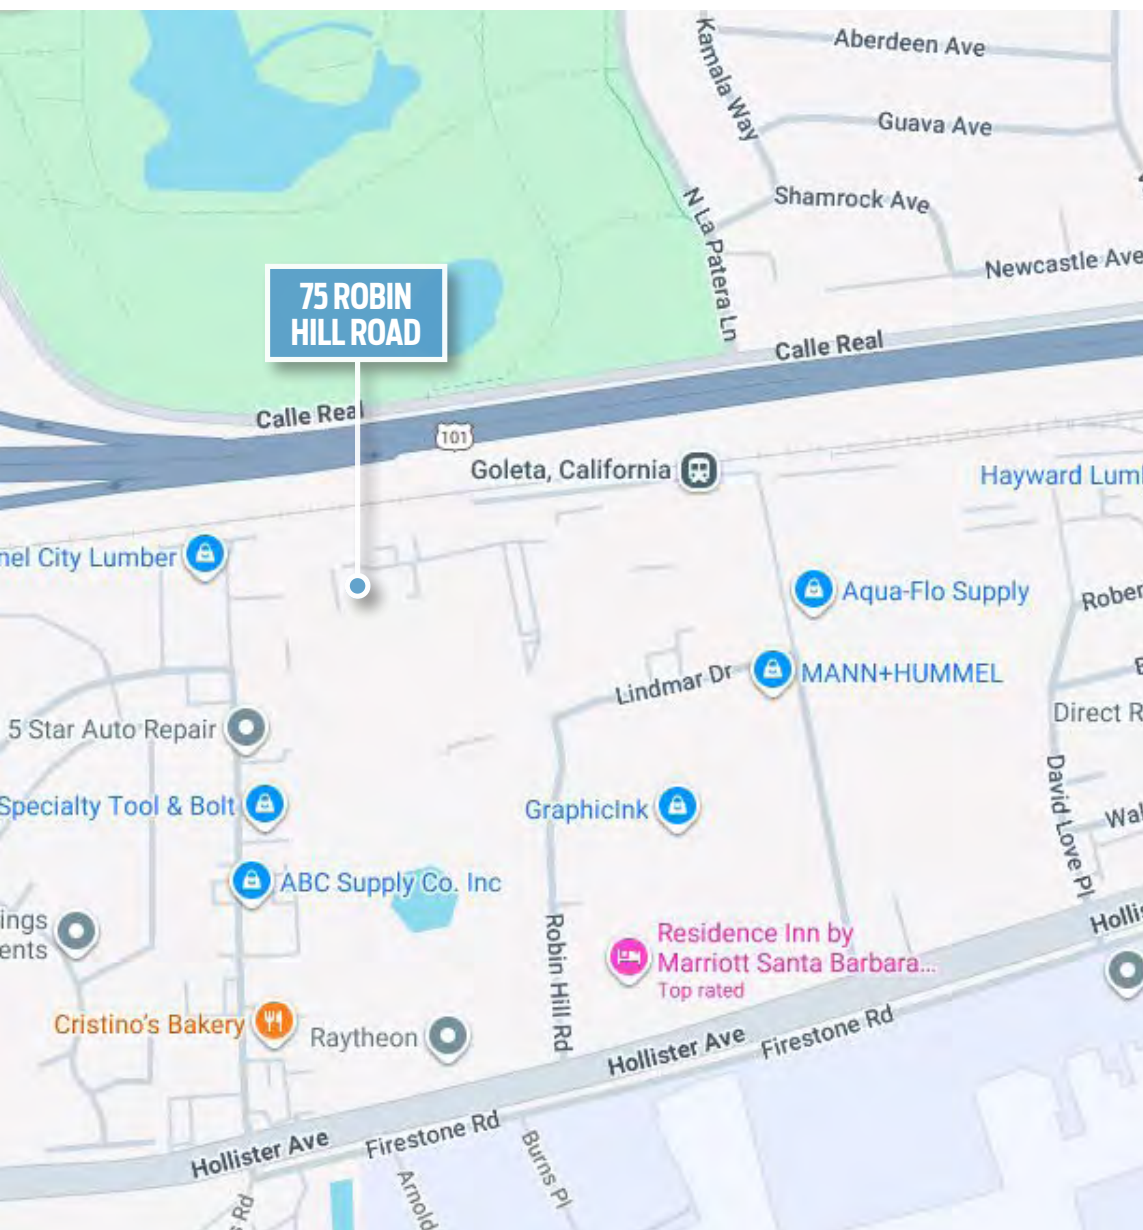 Kamala Way
Aberdeen Ave
Guava Ave
Shamrock Ave
N La Patera Ln
Newcastle Ave
75 ROBIN
HILL ROAD
Calle Real
Calle Real
101
Goleta, California
Hayward Lumb
nel City Lumber
Aqua-Flo Supply
Rober
Lindmar Dr
MANN+HUMMEL
E
5 Star Auto Repair
Direct R
Specialty Tool & Bolt
GraphicInk
David Love Pl
Wal
ABC Supply Co. Inc
ings
ents
Robin Hill Rd
Residence Inn by
Marriott Santa Barbara...
Top rated
Hollis
Cristino's Bakery
Raytheon
Hollister Ave
Firestone Rd
Hollister Ave
Firestone Rd
Burns Pl
Arnold
s Rd